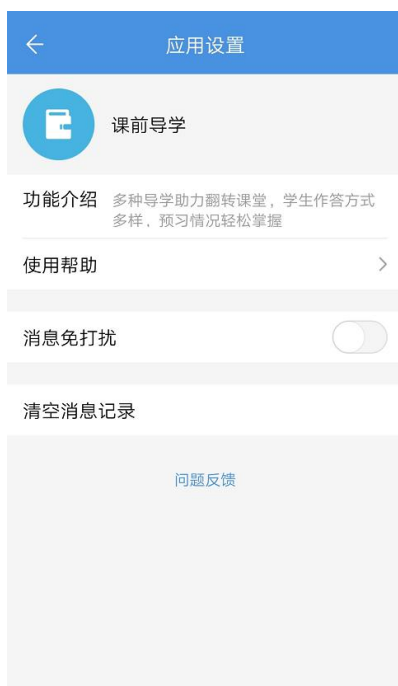 应用设置
课前导学
功能介绍 多种导学助力翻转课堂，学生作答方式
多样，预习情况轻松掌握
使用帮助
消息免打扰
清空消息记录
问题反馈